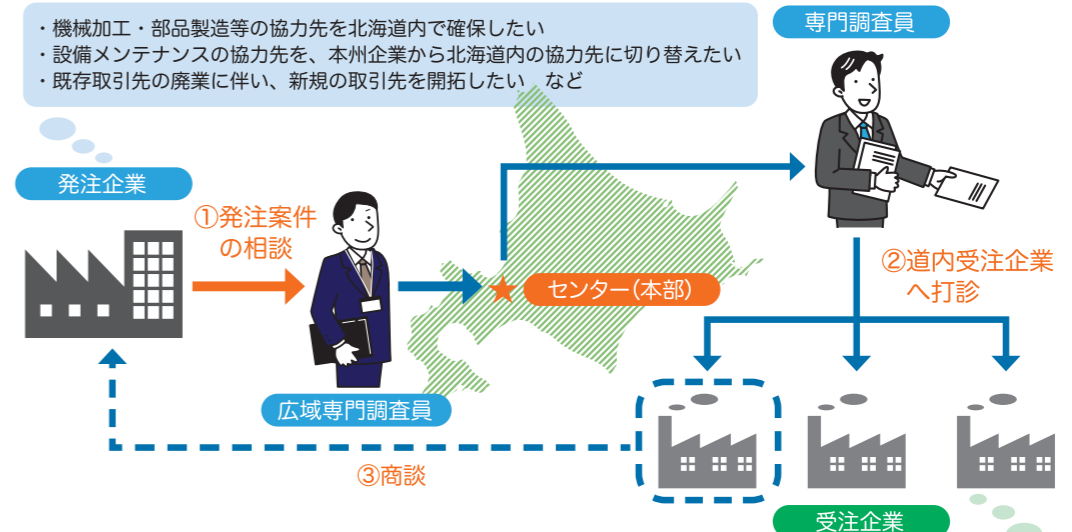 ・機械加工・部品製造等の協力先を北海道内で確保したい
・設備メンテナンスの協力先を、本州企業から北海道内の協力先に切り替えたい
・既存取引先の廃業に伴い、新規の取引先を開拓したい　など
専門調査員
発注企業
①発注案件
の相談
センター(本部)
②道内受注企業
へ打診
広域専門調査員
③商談
受注企業